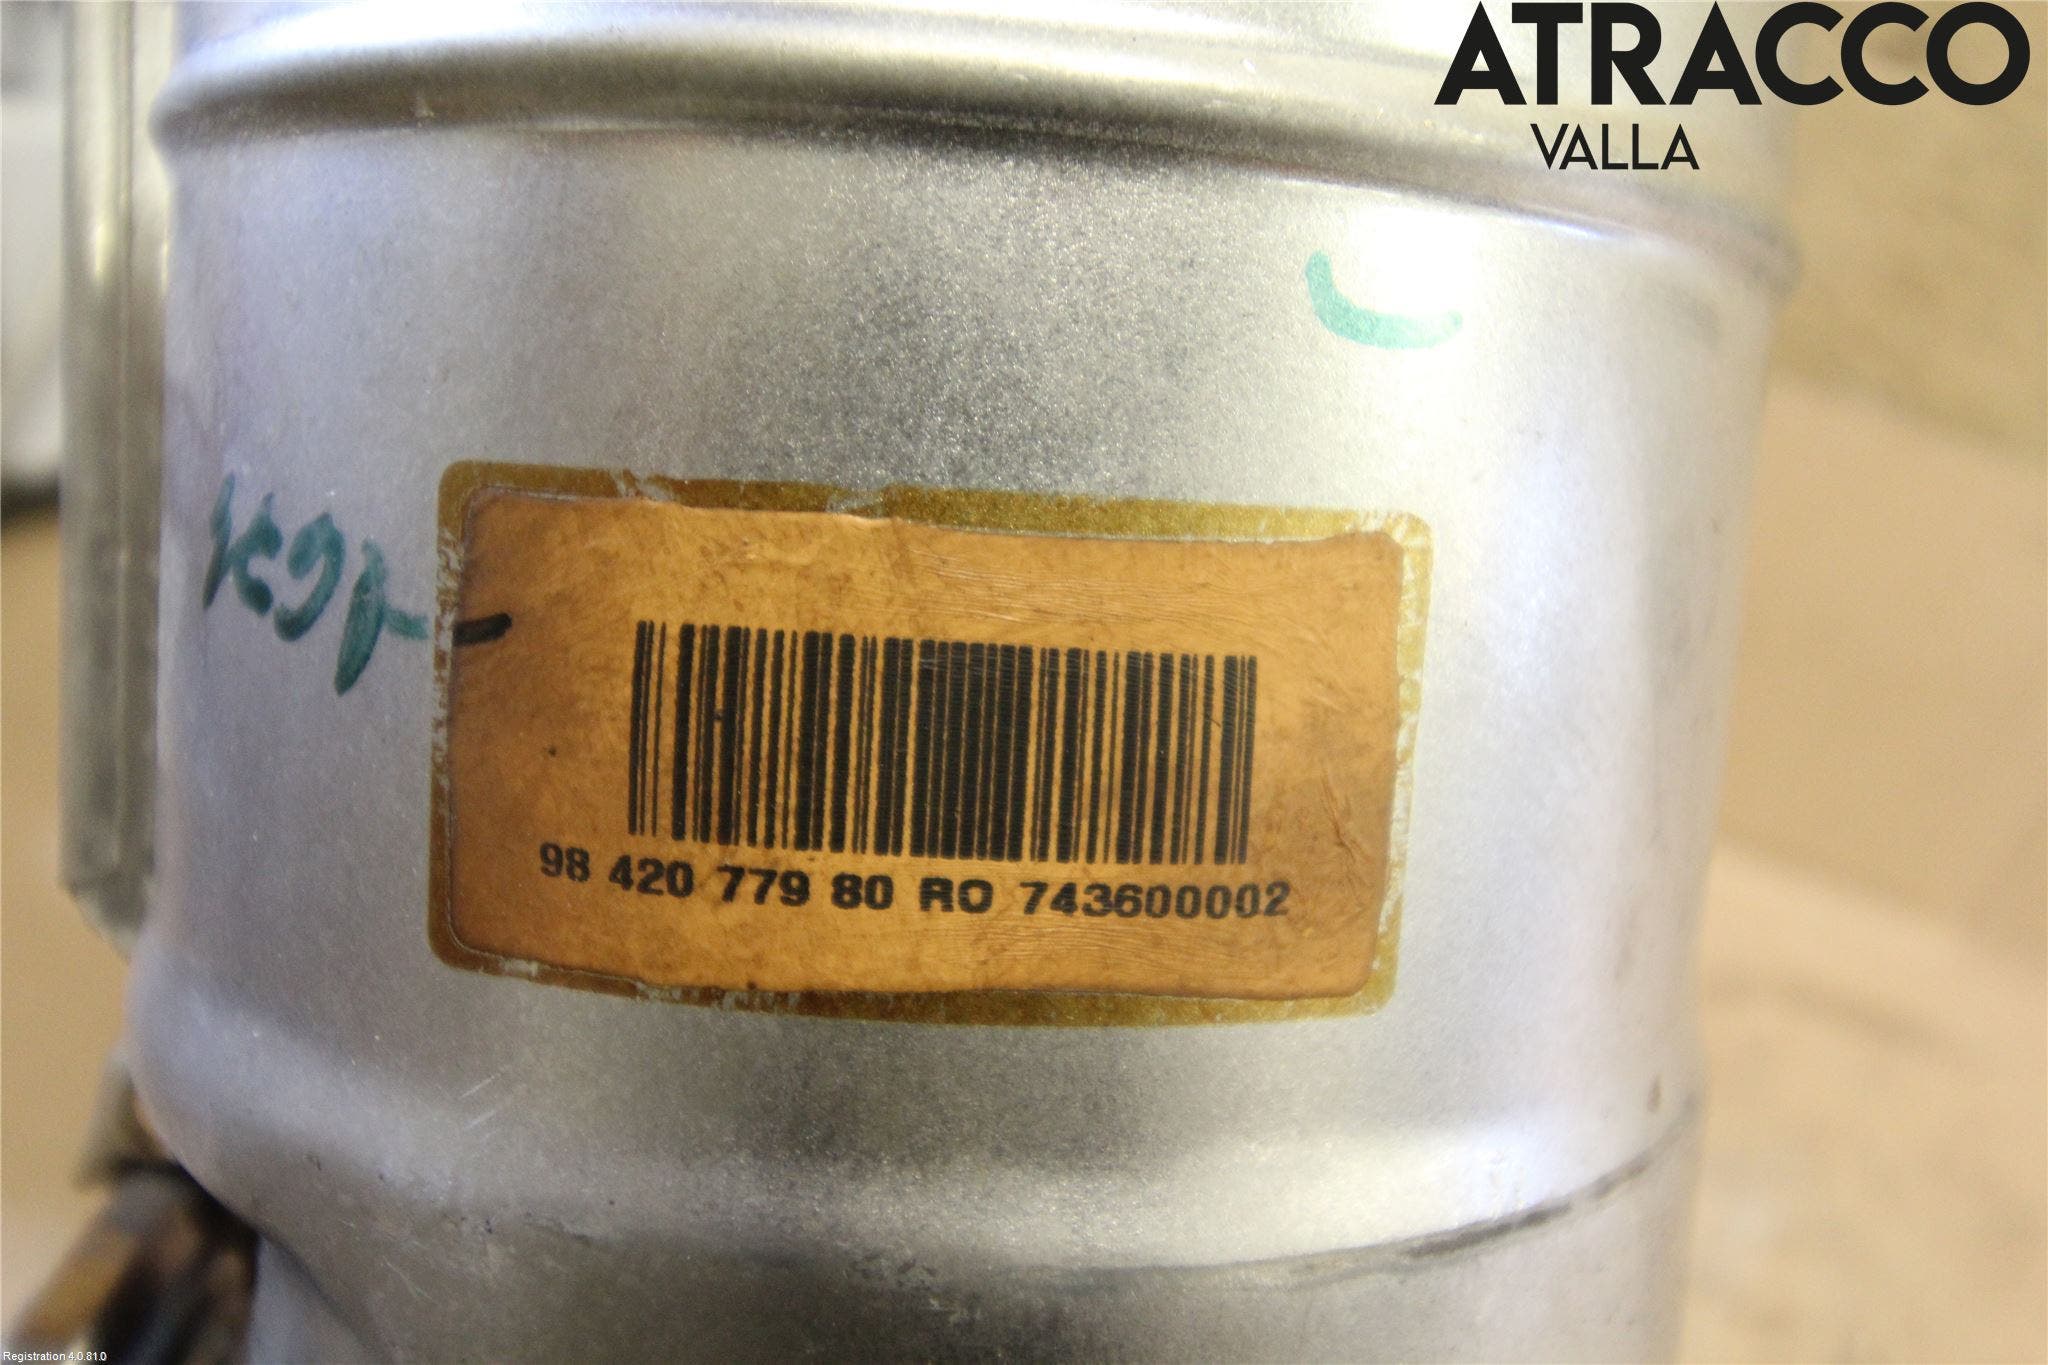 ATRACCO
VALLA
98 420 779 80 RO 743600002
Registration 4.0.81.0